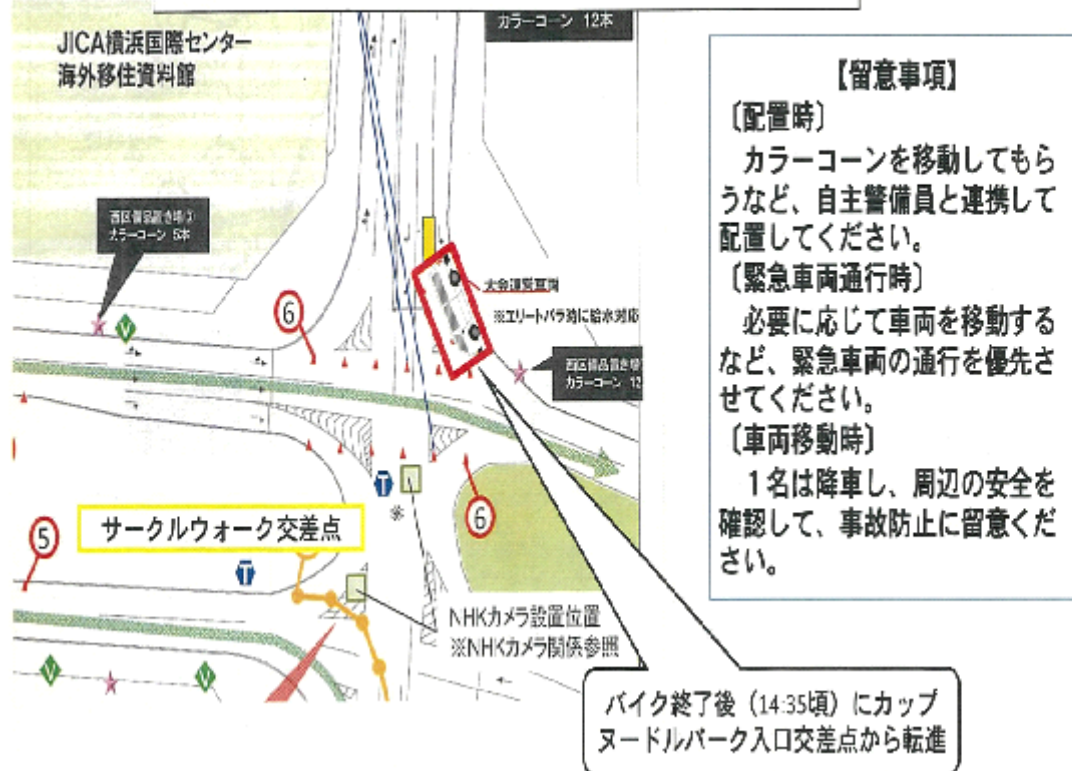 カラーコーン 12本
JICA横浜国際センター
海外移住資料館
西区備品置き場③
カラーコーン 5本
大会運営車両
※エリートパラ時に給水対応
西区備品置き場
カラーコーン 12
⑥
⑥
⑤
サークルウォーク交差点
T
T
V
V
V
※
NHKカメラ設置位置
※NHKカメラ関係参照
バイク終了後（14:35頃）にカップ
ヌードルパーク入口交差点から転進
【留意事項】
〔配置時〕
カラーコーンを移動してもら
うなど、自主警備員と連携して
配置してください。
〔緊急車両通行時〕
必要に応じて車両を移動する
など、緊急車両の通行を優先さ
せてください。
〔車両移動時〕
１名は降車し、周辺の安全を
確認して、事故防止に留意くだ
さい。